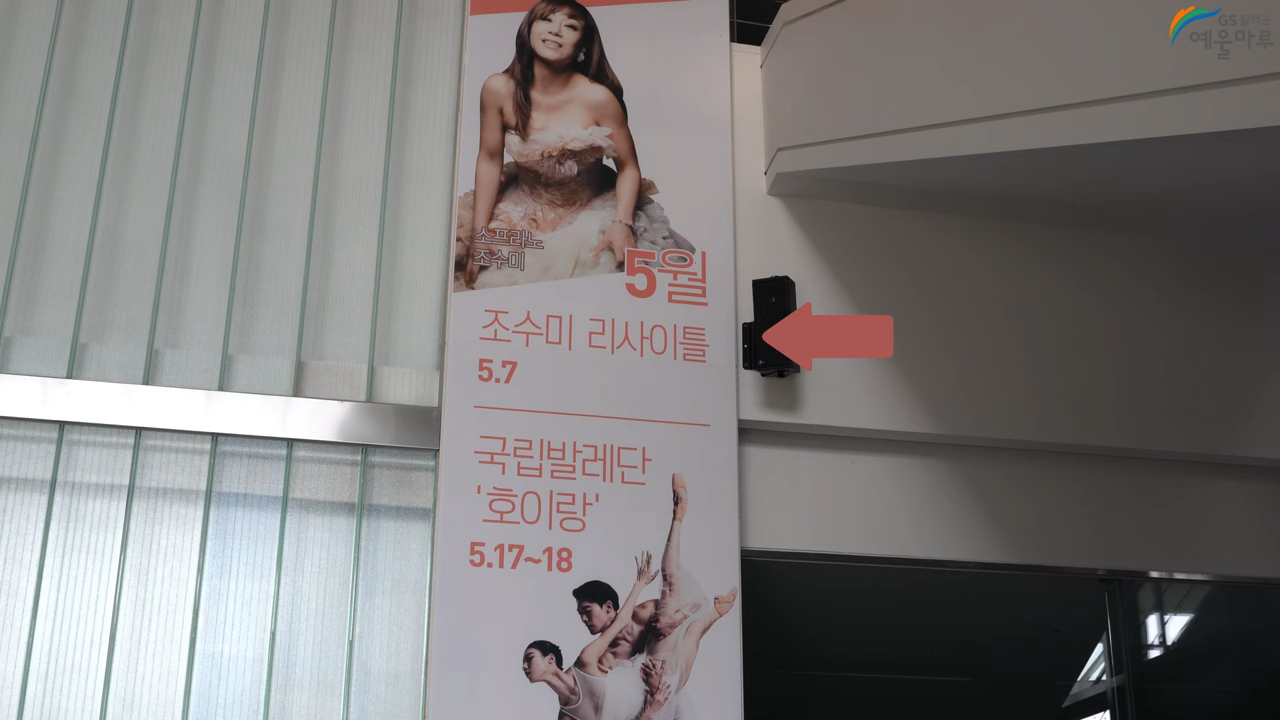 GS칼텍스
예울마루
소프라노
조수미
5월
조수미 리사이틀
5.7
국립발레단
'호이랑'
5.17~18